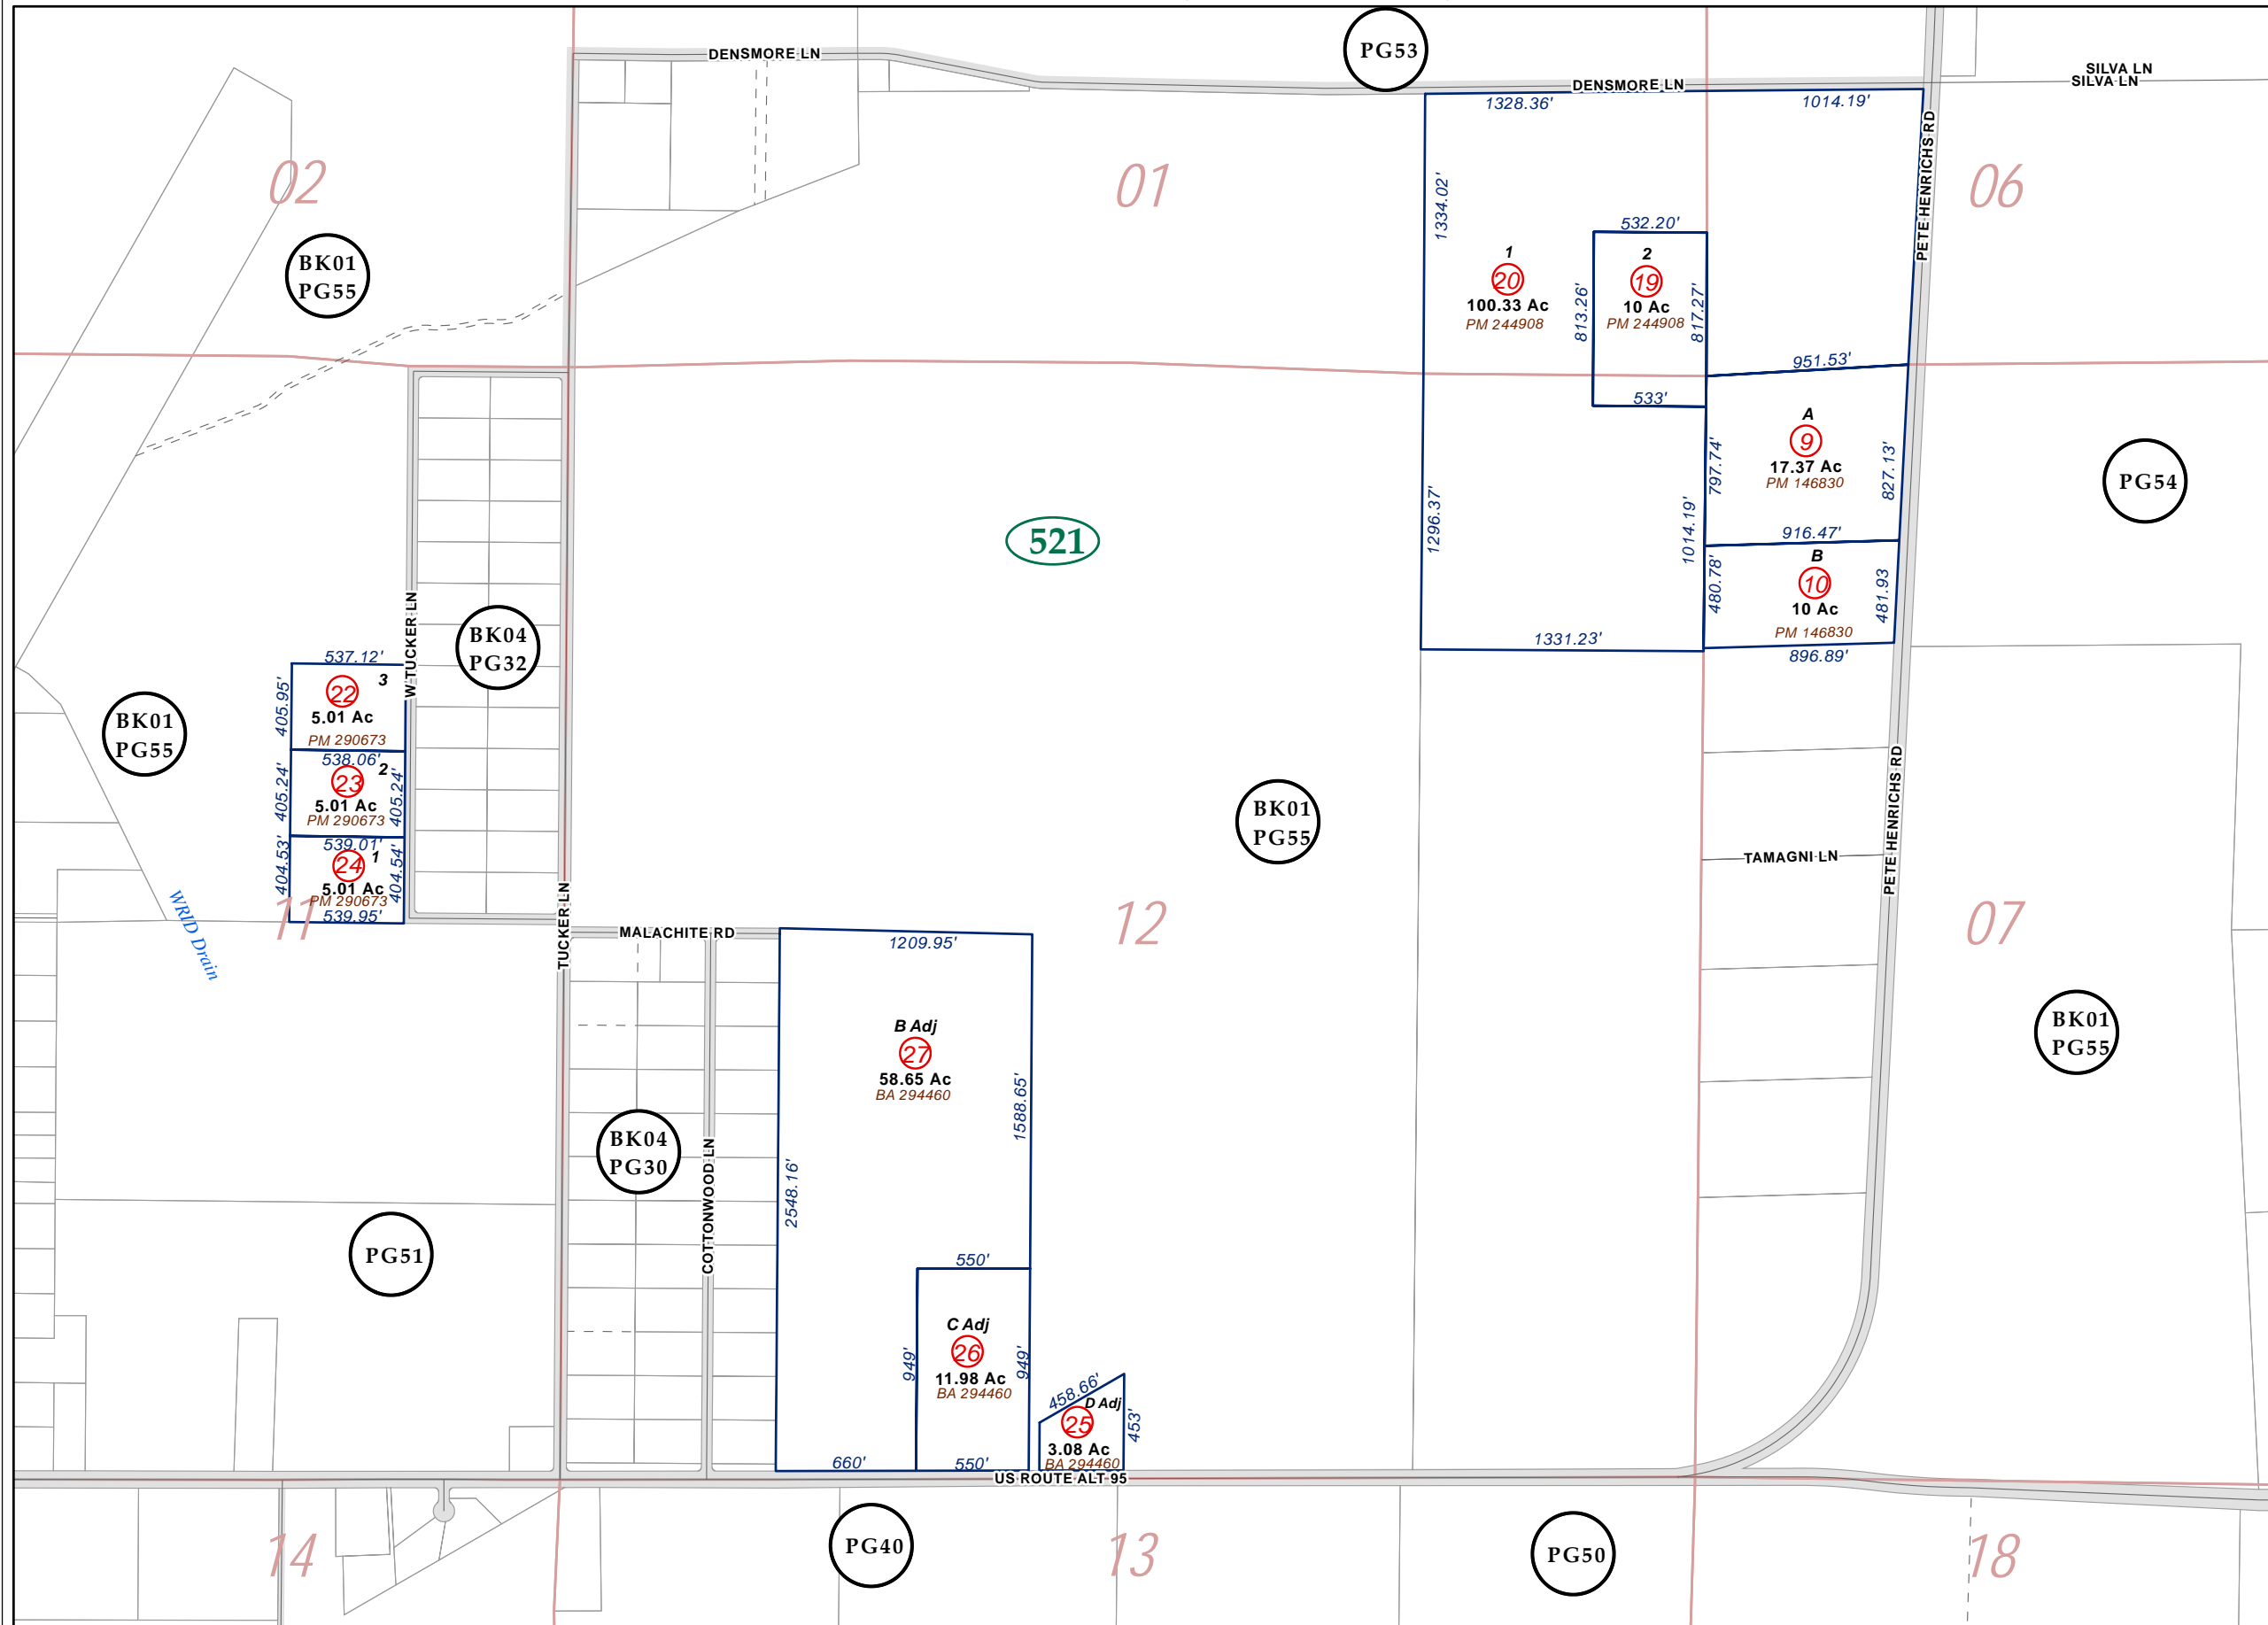 PG53
DENSMORE LN
DENSMORE LN
SILVA LN
SILVA LN
1328.36'
1014.19'
PETE HENRICHS RD
02
01
06
1334.02'
532.20'
BK01
PG55
1
20
100.33 Ac
PM 244908
813.26'
2
19
10 Ac
PM 244908
817.27'
951.53'
533'
A
9
17.37 Ac
PM 146830
797.74'
827.13'
PG54
1296.37'
1014.19'
521
916.47'
B
10
10 Ac
PM 146830
480.78'
481.93
896.89'
1331.23'
W TUCKER LN
BK04
PG32
537.12'
405.95'
22
3
5.01 Ac
PM 290673
BK01
PG55
538.06'
405.24'
23
2
405.24'
5.01 Ac
PM 290673
539.01'
404.53'
24
1
404.54'
5.01 Ac
PM 290673
539.95'
11
WRID Drain
BK01
PG55
TAMAGNI LN
PETE HENRICHS RD
TUCKER LN
MALACHITE RD
1209.95'
12
07
B Adj
27
58.65 Ac
BA 294460
1588.65'
BK01
PG55
BK04
PG30
COTTONWOOD LN
2548.16'
PG51
550'
C Adj
26
11.98 Ac
BA 294460
949'
949'
458.66'
D Adj
25
3.08 Ac
BA 294460
453'
660'
550'
US ROUTE ALT 95
14
PG40
13
PG50
18